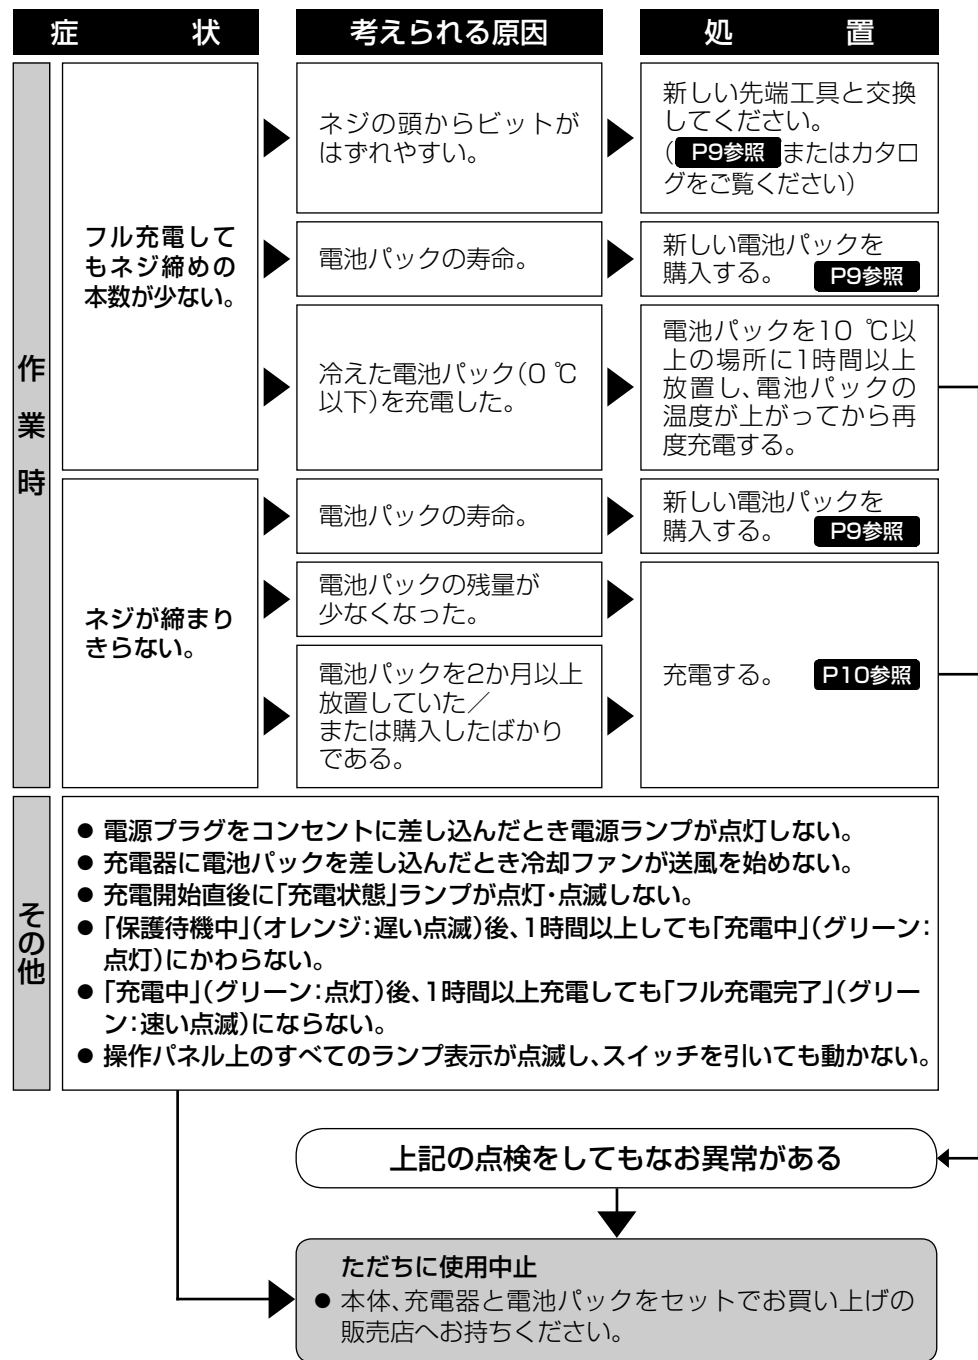 症状
考えられる原因
処置
作業時
フル充電して
もネジ締めの
本数が少ない。
ネジの頭からビットが
はずれやすい。
新しい先端工具と交換
してください。
(P9参照またはカタロ
グをご覧ください)
電池パックの寿命。
新しい電池パックを
購入する。 P9参照
冷えた電池パック(0 ℃
以下)を充電した。
電池パックを10 ℃以
上の場所に1時間以上
放置し、電池パックの
温度が上がってから再
度充電する。
ネジが締まり
きらない。
電池パックの寿命。
新しい電池パックを
購入する。 P9参照
電池パックの残量が
少なくなった。
電池パックを2か月以上
放置していた／
または購入したばかり
である。
充電する。 P10参照
その他
● 電源プラグをコンセントに差し込んだとき電源ランプが点灯しない。
● 充電器に電池パックを差し込んだとき冷却ファンが送風を始めない。
● 充電開始直後に「充電状態」ランプが点灯・点滅しない。
● 「保護待機中」(オレンジ:遅い点滅)後、1時間以上しても「充電中」(グリーン:
点灯)にかわらない。
● 「充電中」(グリーン:点灯)後、1時間以上充電しても「フル充電完了」(グリー
ン:速い点滅)にならない。
● 操作パネル上のすべてのランプ表示が点滅し、スイッチを引いても動かない。
上記の点検をしてもなお異常がある
ただちに使用中止
● 本体、充電器と電池パックをセットでお買い上げの
販売店へお持ちください。